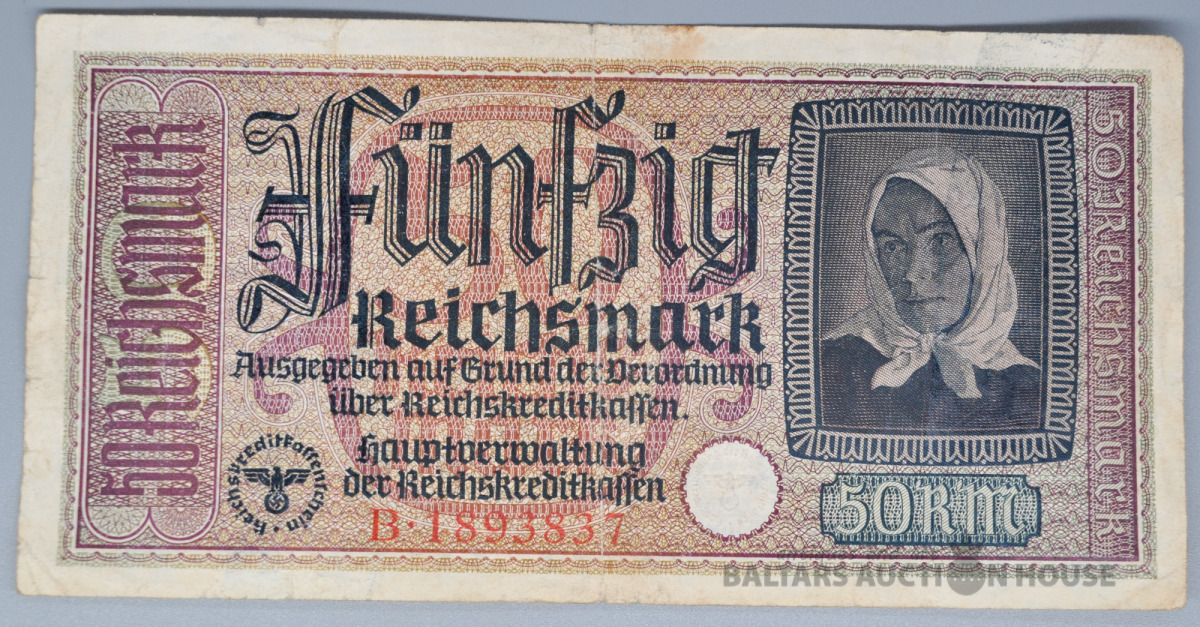 50 Reichsmark
Fünfzig
Reichsmark
Ausgegeben auf Grund der Verordnung
über Reichskreditkassen.
Hauptverwaltung
der Reichskreditkassen
Reichskreditkassenschein
B·1893837
50 RM
50 Reichsmark
BALTARS AUCTION HOUSE